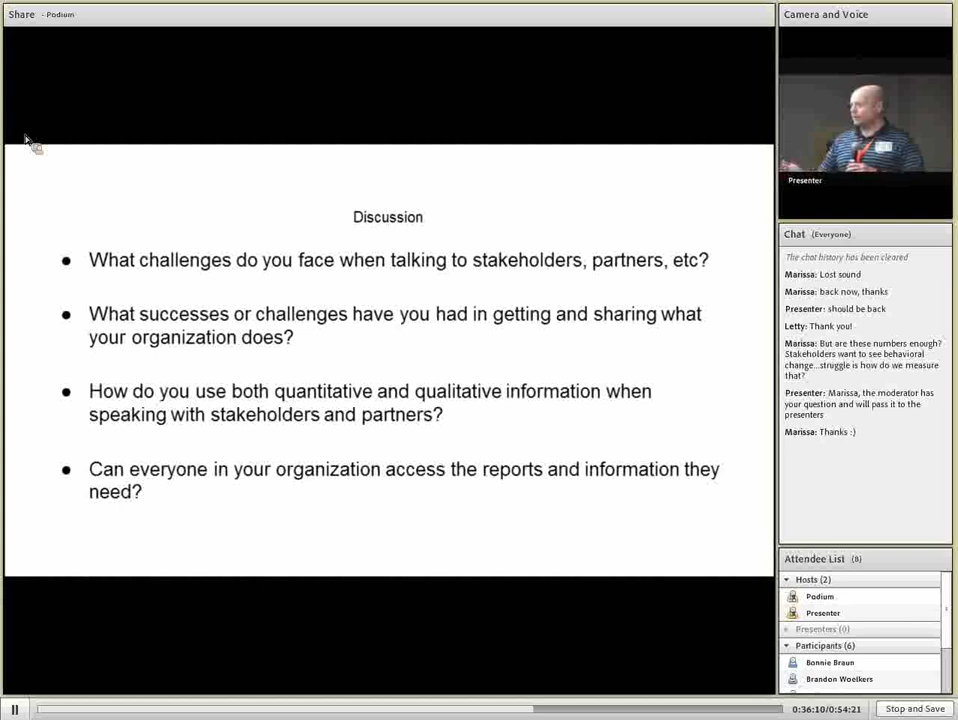 Share - Podium
Discussion
● What challenges do you face when talking to stakeholders, partners, etc?
● What successes or challenges have you had in getting and sharing what
your organization does?
● How do you use both quantitative and qualitative information when
speaking with stakeholders and partners?
● Can everyone in your organization access the reports and information they
need?
Camera and Voice
Presenter
Chat (Everyone)
The chat history has been cleared
Marissa: Lost sound
Marissa: back now, thanks
Presenter: should be back
Letty: Thank you!
Marissa: But are these numbers enough?
Stakeholders want to see behavioral
change...struggle is how do we measure
that?
Presenter: Marissa, the moderator has
your question and will pass it to the
presenters
Marissa: Thanks :)
Attendee List (8)
Hosts (2)
Podium
Presenter
Presenters (0)
Participants (6)
Bonnie Braun
Brandon Woelkers
0:36:10/0:54:21
Stop and Save